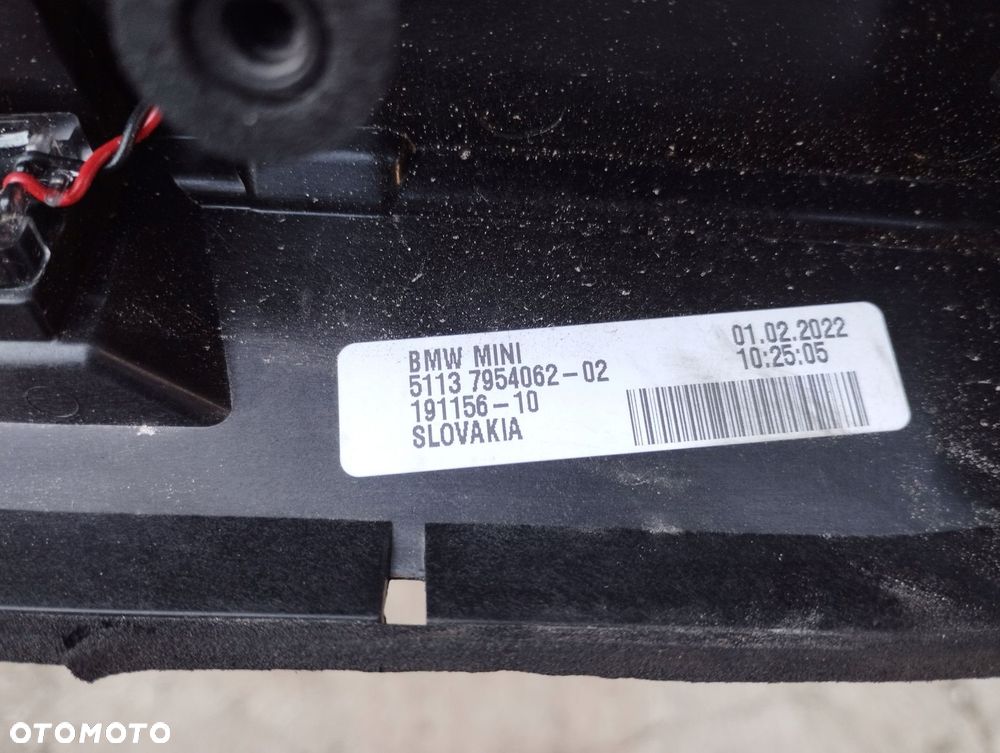 BMW MINI
5113 7954062-02
191156-10
SLOVAKIA
01.02.2022
10:25:05
OTOMOTO